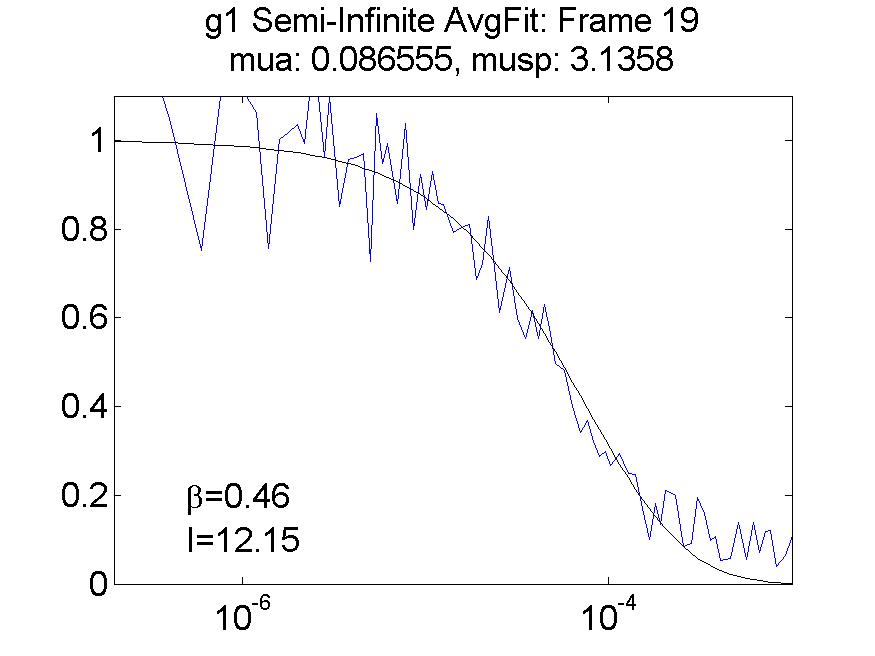 g1 Semi-Infinite AvgFit: Frame 19
mua: 0.086555, musp: 3.1358
1
0.8
0.6
0.4
0.2
0
β=0.46
I=12.15
10^-6
10^-4